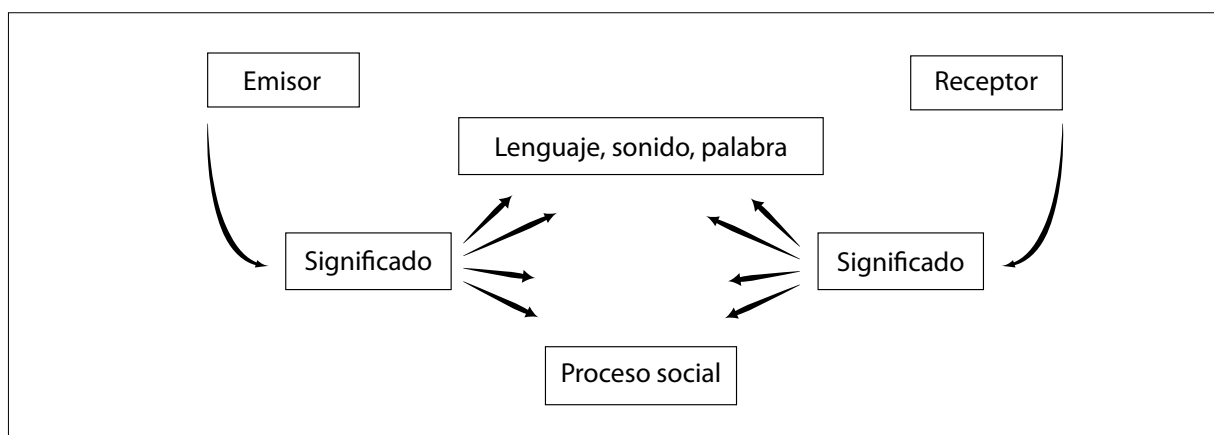 Emisor
Receptor
Lenguaje, sonido, palabra
Significado
Significado
Proceso social